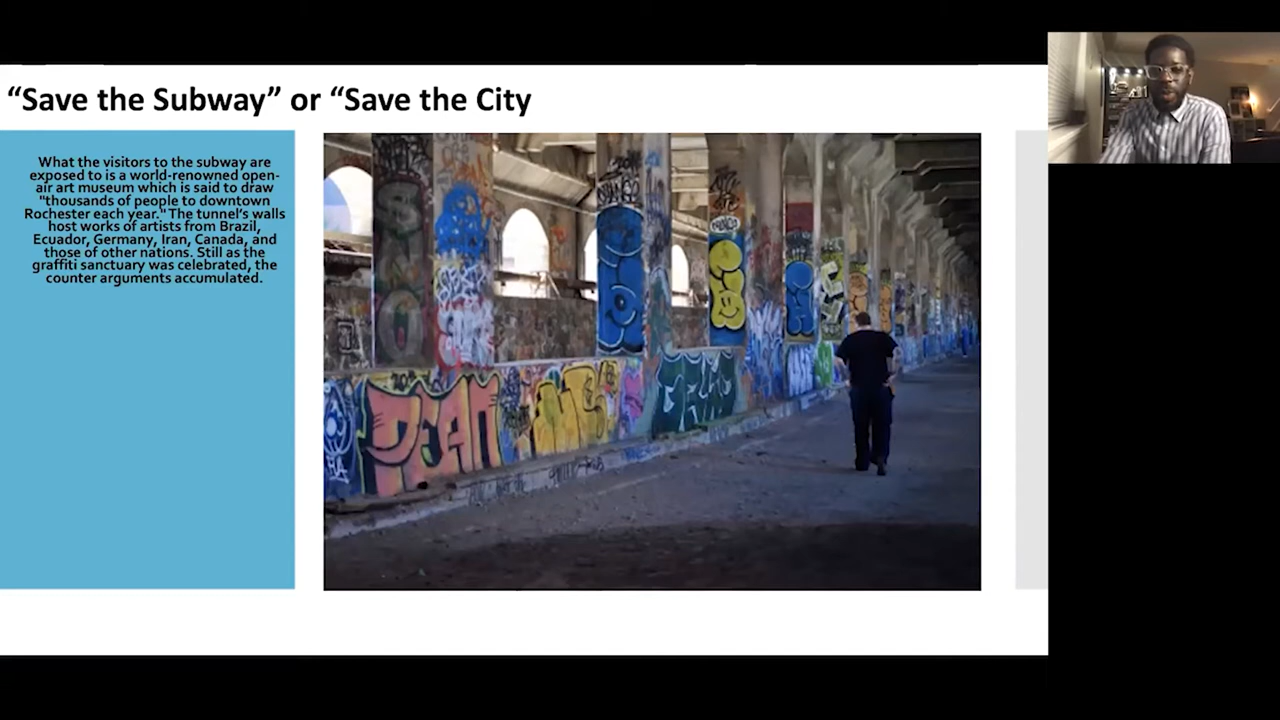 “Save the Subway” or “Save the City
What the visitors to the subway are
exposed to is a world-renowned open-
air art museum which is said to draw
"thousands of people to downtown
Rochester each year." The tunnel’s walls
host works of artists from Brazil,
Ecuador, Germany, Iran, Canada, and
those of other nations. Still as the
graffiti sanctuary was celebrated, the
counter arguments accumulated.